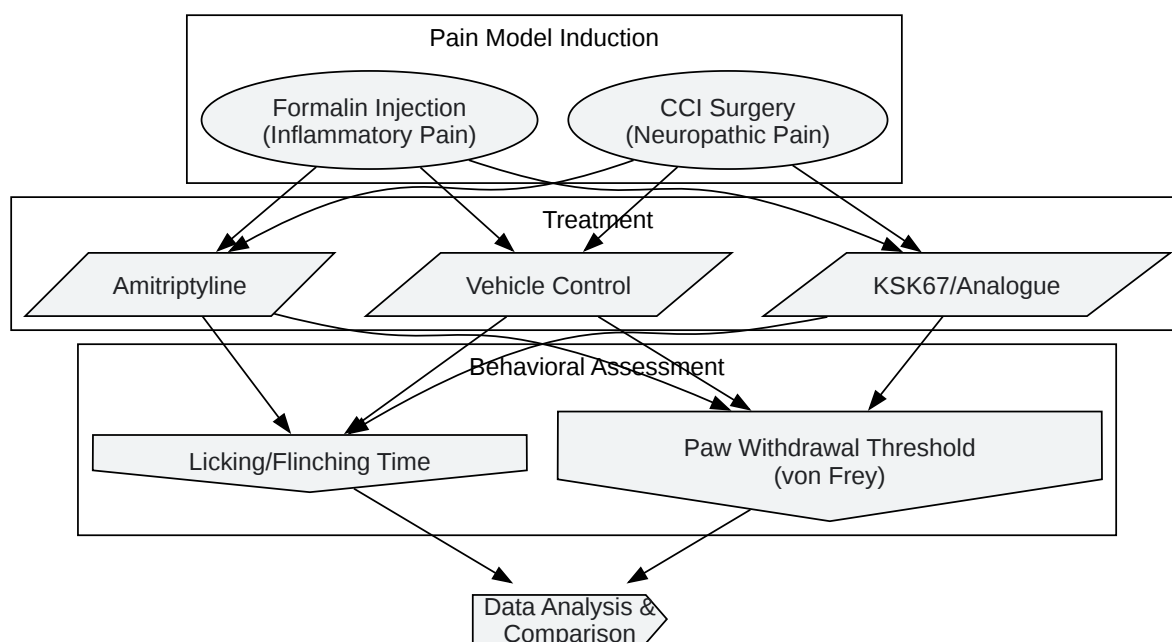 Pain Model Induction
Formalin Injection
(Inflammatory Pain)
CCI Surgery
(Neuropathic Pain)
Treatment
Amitriptyline
Vehicle Control
KSK67/Analogue
Behavioral Assessment
Licking/Flinching Time
Paw Withdrawal Threshold
(von Frey)
Data Analysis &
Comparison